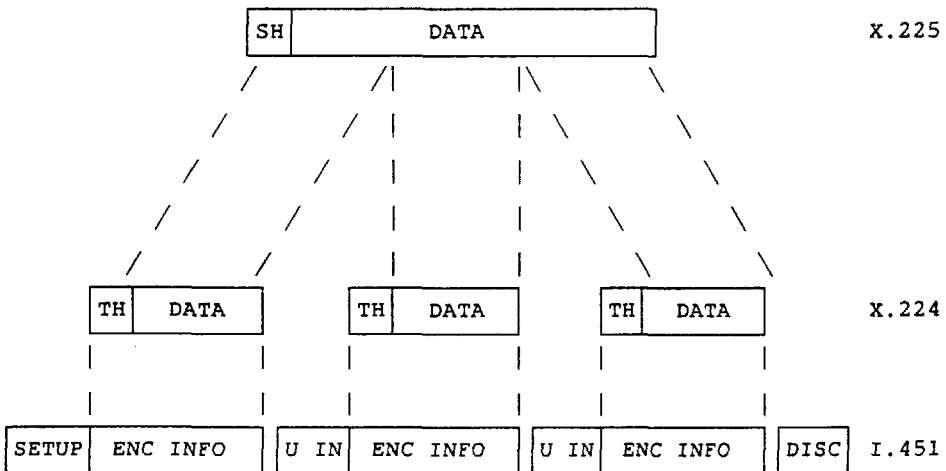 SH DATA X.225
TH DATA TH DATA TH DATA X.224
SETUP ENC INFO U IN ENC INFO U IN ENC INFO DISC I.451